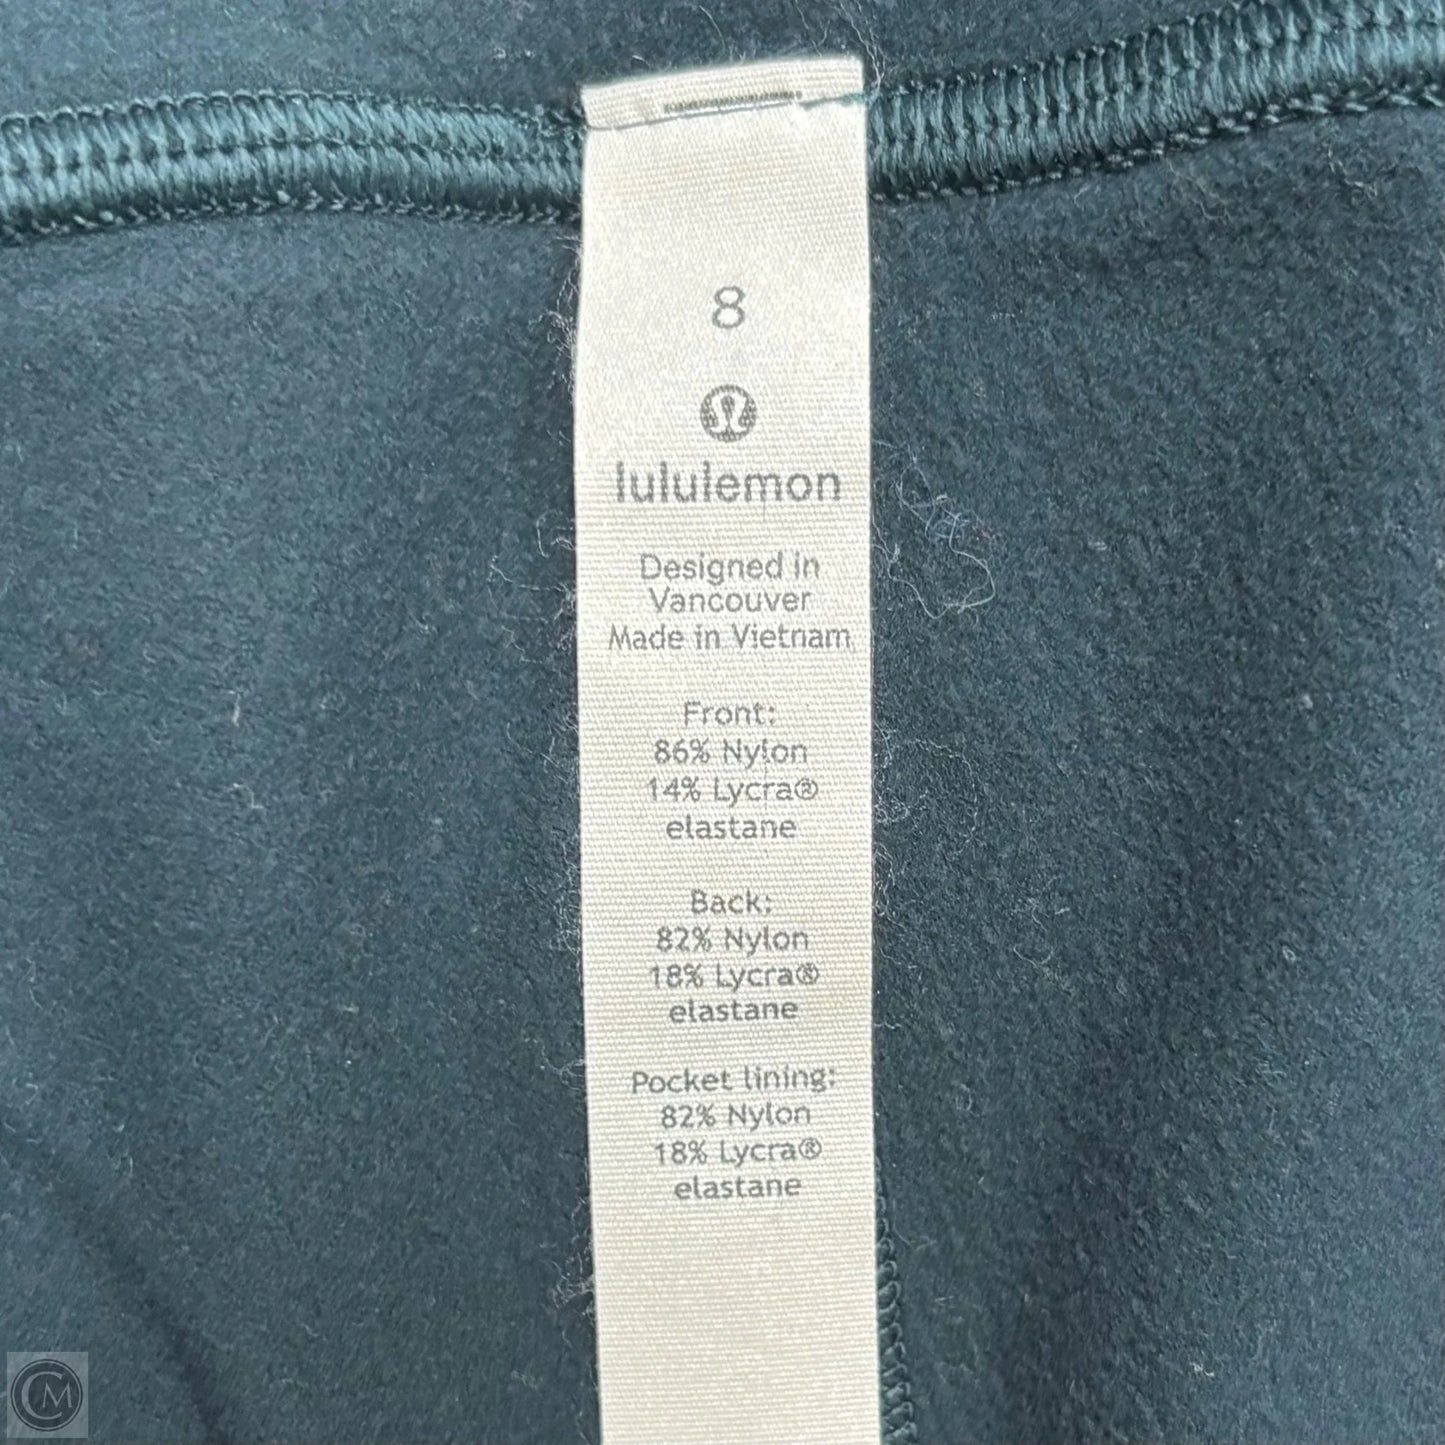 8
lululemon
Designed in
Vancouver
Made in Vietnam
Front:
86% Nylon
14% Lycra®
elastane
Back:
82% Nylon
18% Lycra®
elastane
Pocket lining:
82% Nylon
18% Lycra®
elastane
CM